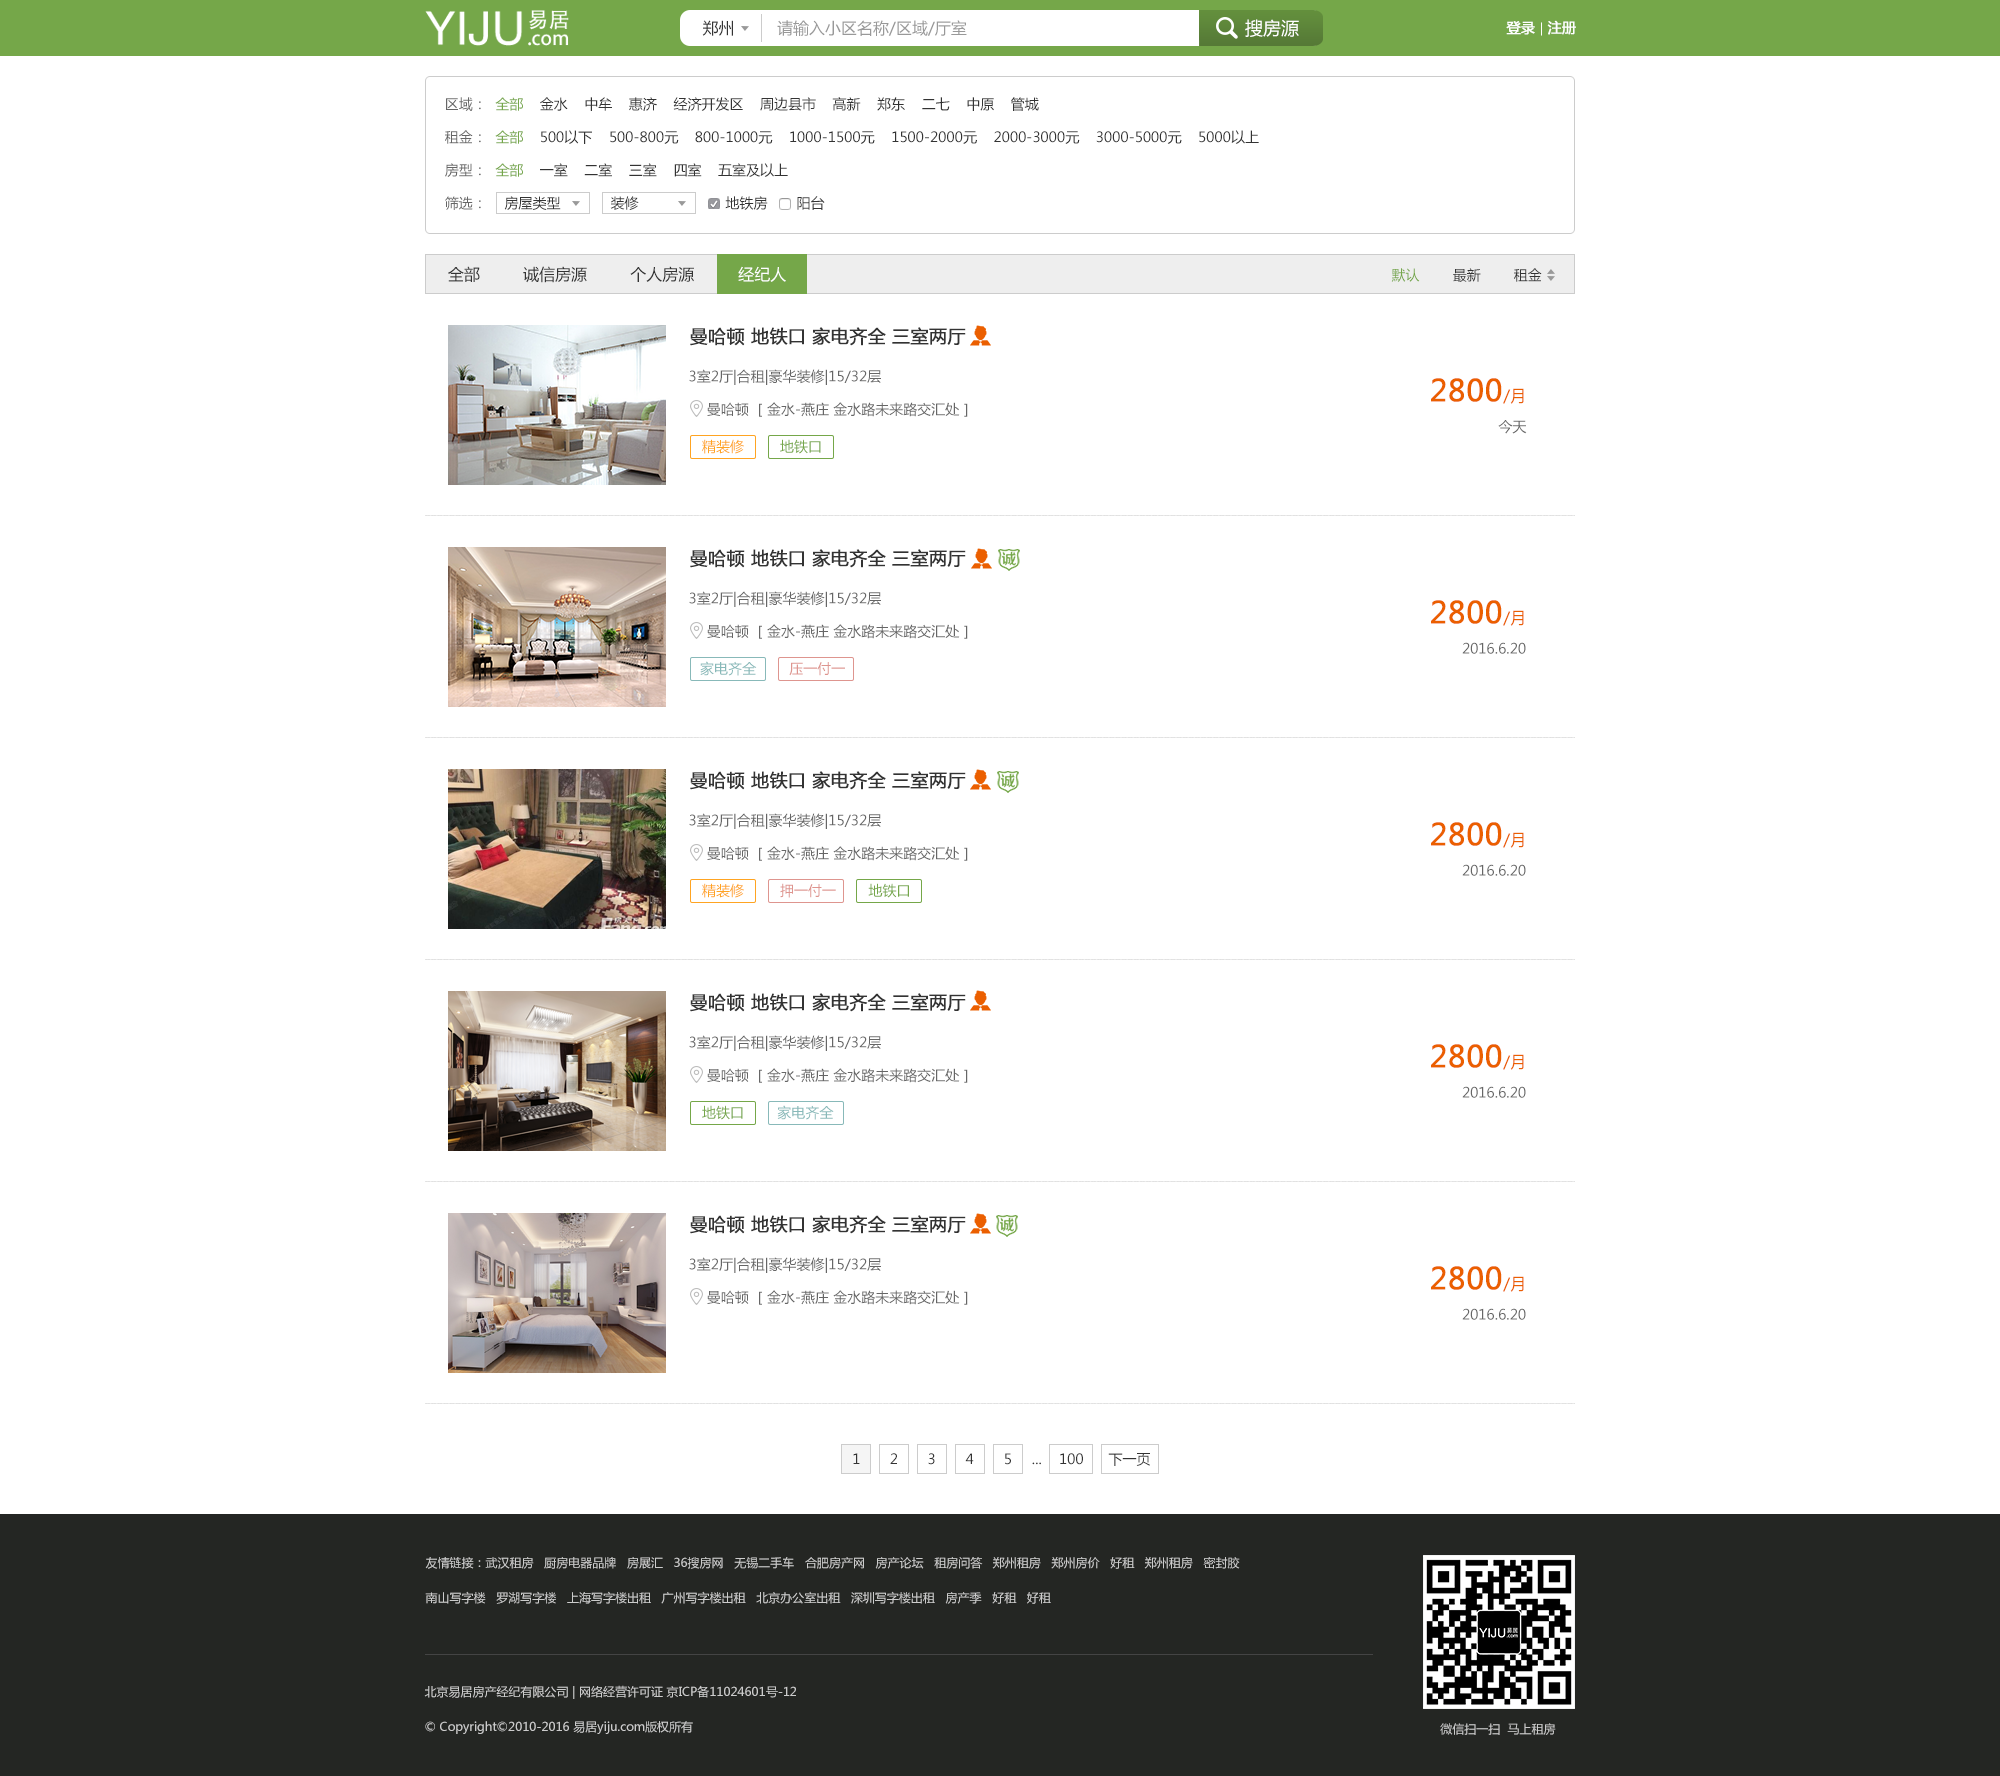 YIJU易居.com 郑州 请输入小区名称/区域/厅室 搜房源 登录 | 注册
区域： 全部 金水 中牟 惠济 经济开发区 周边县市 高新 郑东 二七 中原 管城
租金： 全部 500以下 500-800元 800-1000元 1000-1500元 1500-2000元 2000-3000元 3000-5000元 5000以上
房型： 全部 一室 二室 三室 四室 五室及以上
筛选： 房屋类型 装修 地铁房 阳台
全部 诚信房源 个人房源 经纪人 默认 最新 租金
曼哈顿 地铁口 家电齐全 三室两厅
3室2厅|合租|豪华装修|15/32层
2800/月
曼哈顿 [ 金水-燕庄 金水路未来路交汇处 ]
今天
精装修 地铁口
曼哈顿 地铁口 家电齐全 三室两厅 诚
3室2厅|合租|豪华装修|15/32层
2800/月
曼哈顿 [ 金水-燕庄 金水路未来路交汇处 ]
2016.6.20
家电齐全 压一付一
曼哈顿 地铁口 家电齐全 三室两厅 诚
3室2厅|合租|豪华装修|15/32层
2800/月
曼哈顿 [ 金水-燕庄 金水路未来路交汇处 ]
2016.6.20
精装修 押一付一 地铁口
曼哈顿 地铁口 家电齐全 三室两厅
3室2厅|合租|豪华装修|15/32层
2800/月
曼哈顿 [ 金水-燕庄 金水路未来路交汇处 ]
2016.6.20
地铁口 家电齐全
曼哈顿 地铁口 家电齐全 三室两厅 诚
3室2厅|合租|豪华装修|15/32层
2800/月
曼哈顿 [ 金水-燕庄 金水路未来路交汇处 ]
2016.6.20
1 2 3 4 5 ... 100 下一页
友情链接：武汉租房 厨房电器品牌 房展汇 36搜房网 无锡二手车 合肥房产网 房产论坛 租房问答 郑州租房 郑州房价 好租 郑州租房 密封胶
南山写字楼 罗湖写字楼 上海写字楼出租 广州写字楼出租 北京办公室出租 深圳写字楼出租 房产季 好租 好租
YIJU易居.com
北京易居房产经纪有限公司 | 网络经营许可证 京ICP备11024601号-12
© Copyright©2010-2016 易居yiju.com版权所有
微信扫一扫 马上租房